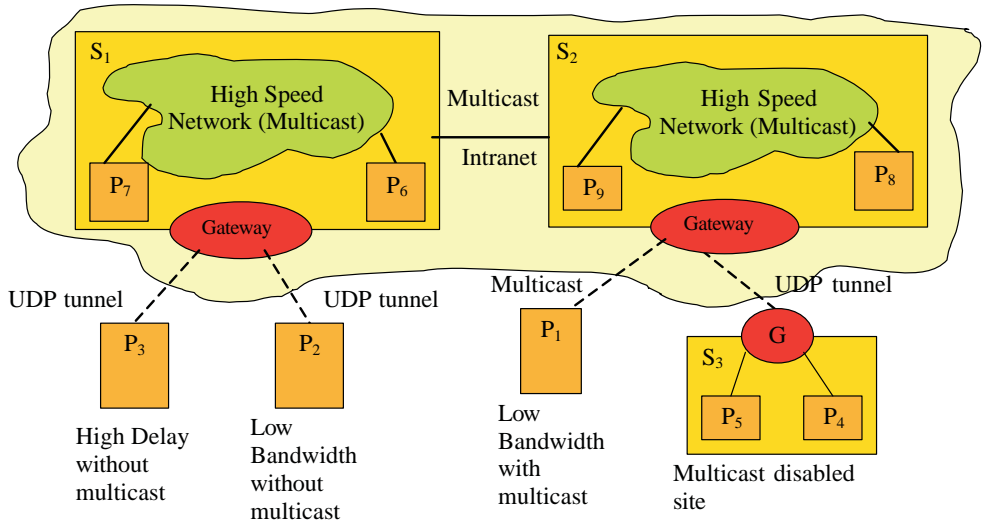 S1
High Speed
Network (Multicast)
P7
P6
Gateway
Multicast
Intranet
S2
High Speed
Network (Multicast)
P9
P8
Gateway
UDP tunnel
UDP tunnel
Multicast
UDP tunnel
P3
P2
P1
G
S3
P5
P4
High Delay
without
multicast
Low
Bandwidth
without
multicast
Low
Bandwidth
with
multicast
Multicast disabled
site